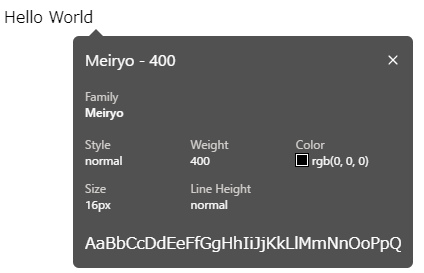 Hello World
Meiryo - 400 ×
Family
Meiryo
Style Weight Color
normal 400 rgb(0, 0, 0)
Size Line Height
16px normal
AaBbCcDdEeFfGgHhIiJjKkLlMmNnOoPpQ